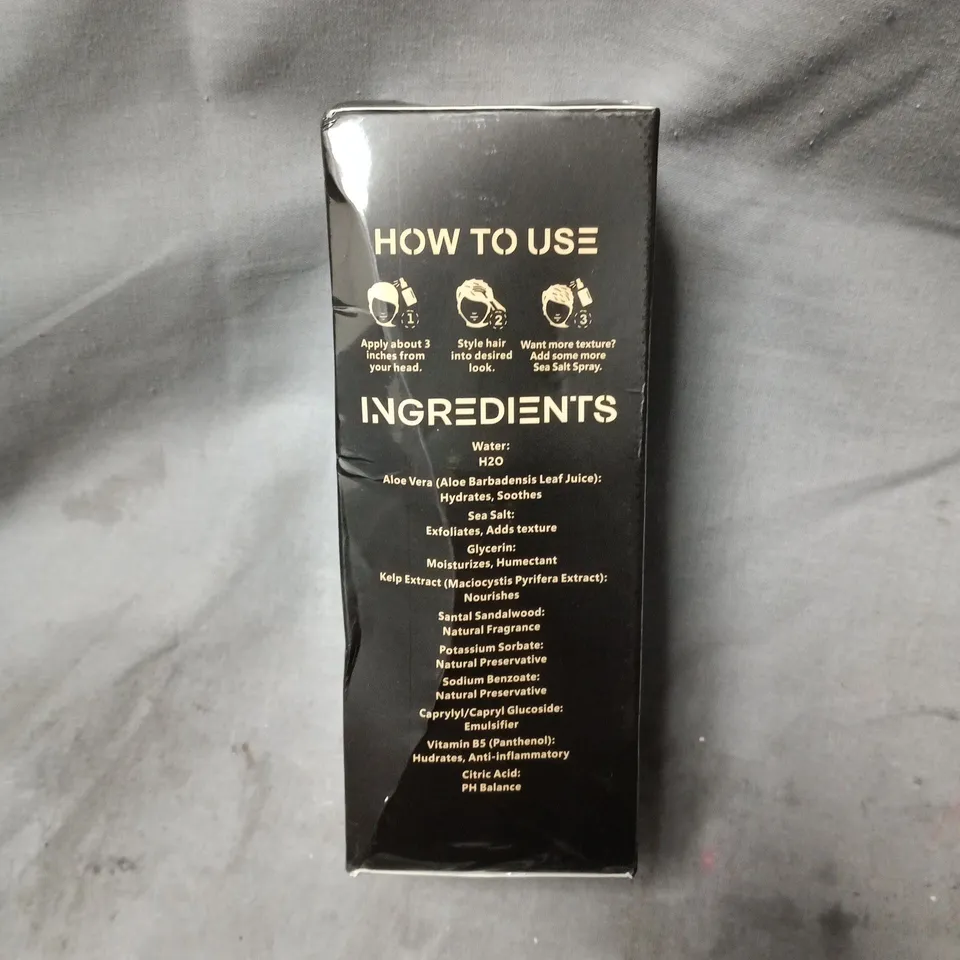 HOW TO USE
1 2 3
Apply about 3 inches from your head.
Style hair into desired look.
Want more texture? Add some more Sea Salt Spray.
INGREDIENTS
Water:
H2O
Aloe Vera (Aloe Barbadensis Leaf Juice):
Hydrates, Soothes
Sea Salt:
Exfoliates, Adds texture
Glycerin:
Moisturizes, Humectant
Kelp Extract (Maciocystis Pyrifera Extract):
Nourishes
Santal Sandalwood:
Natural Fragrance
Potassium Sorbate:
Natural Preservative
Sodium Benzoate:
Natural Preservative
Caprylyl/Capryl Glucoside:
Emulsifier
Vitamin B5 (Panthenol):
Hudrates, Anti-inflammatory
Citric Acid:
PH Balance